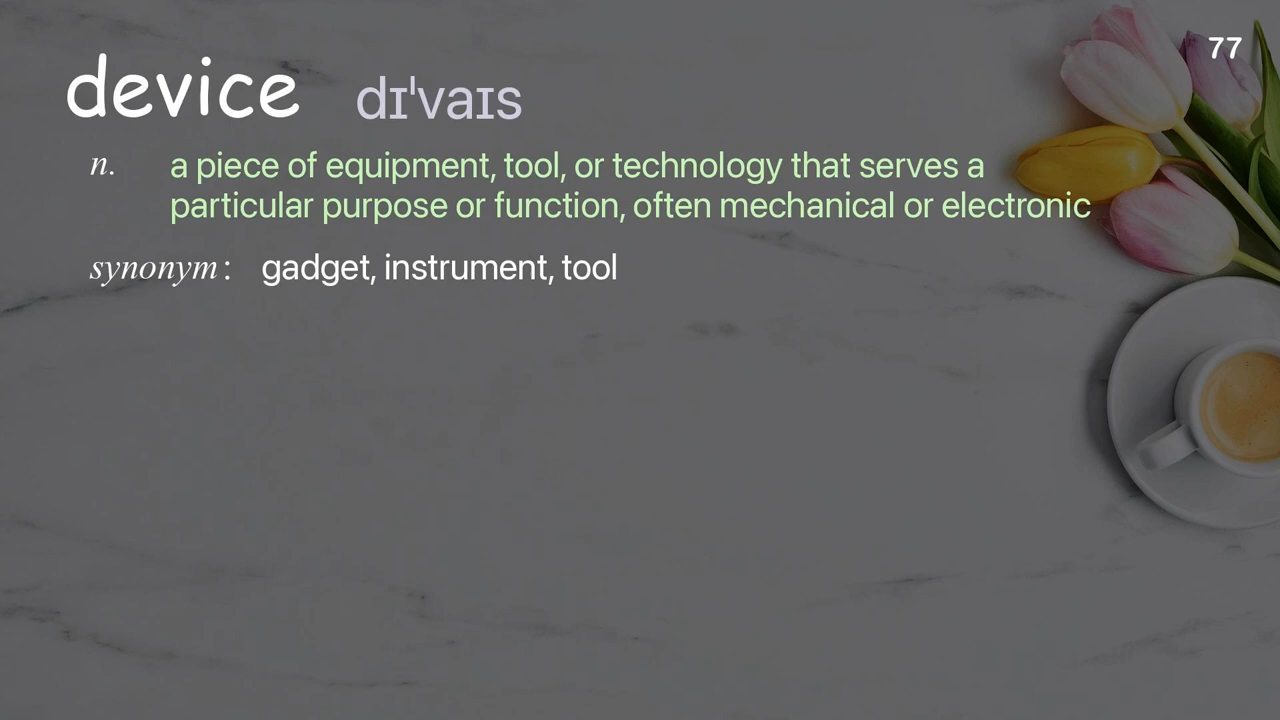 77
device dɪˈvaɪs
n. a piece of equipment, tool, or technology that serves a
particular purpose or function, often mechanical or electronic
synonym: gadget, instrument, tool